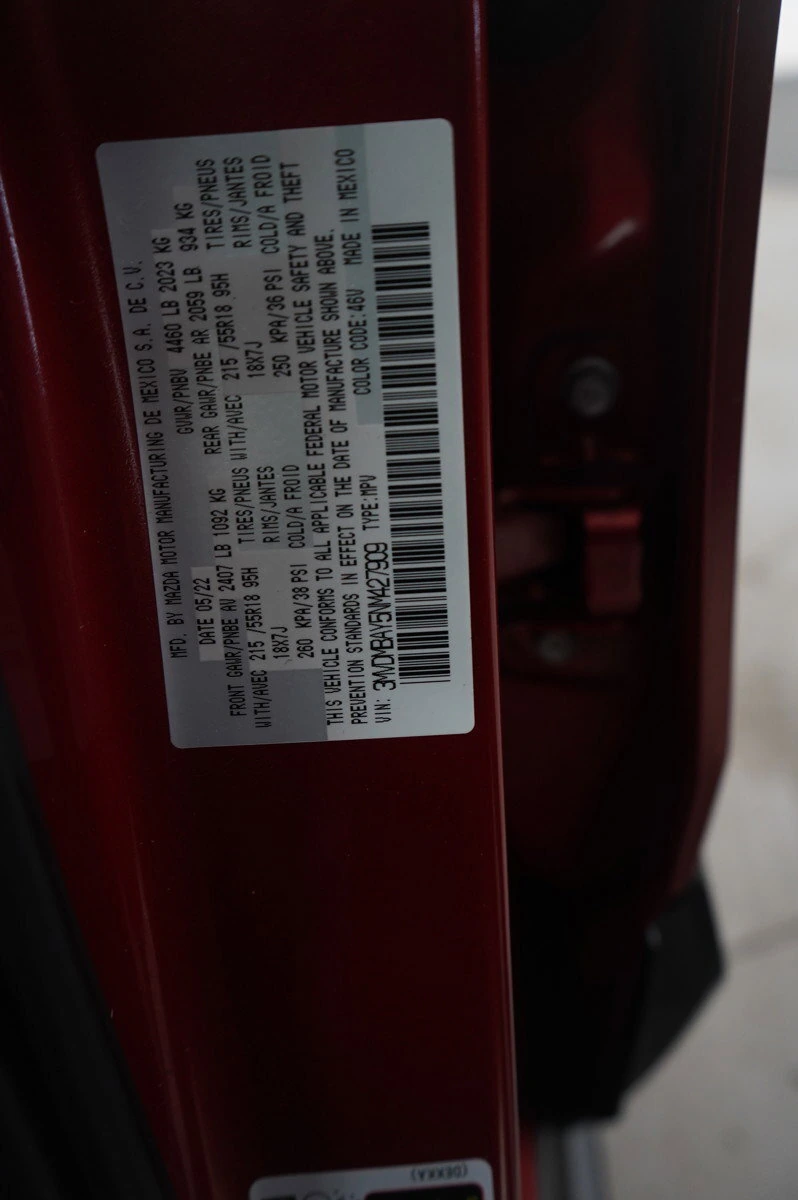 MFD. BY MAZDA MOTOR MANUFACTURING DE MEXICO S.A. DE C.V.
DATE 05/22 GVWR/PNBV 4460 LB 2023 KG
FRONT GAWR/PNBE AV 2407 LB 1092 KG REAR GAWR/PNBE AR 2059 LB 934 KG
WITH/AVEC 215 /55R18 95H TIRES/PNEUS WITH/AVEC 215 /55R18 95H TIRES/PNEUS
18X7J RIMS/JANTES 18X7J RIMS/JANTES
260 KPA/38 PSI COLD/A FROID 250 KPA/36 PSI COLD/A FROID
THIS VEHICLE CONFORMS TO ALL APPLICABLE FEDERAL MOTOR VEHICLE SAFETY AND THEFT
PREVENTION STANDARDS IN EFFECT ON THE DATE OF MANUFACTURE SHOWN ABOVE.
VIN: 3MVDMBAY5NM427909 TYPE:MPV COLOR CODE:46V MADE IN MEXICO
(DEKKA)